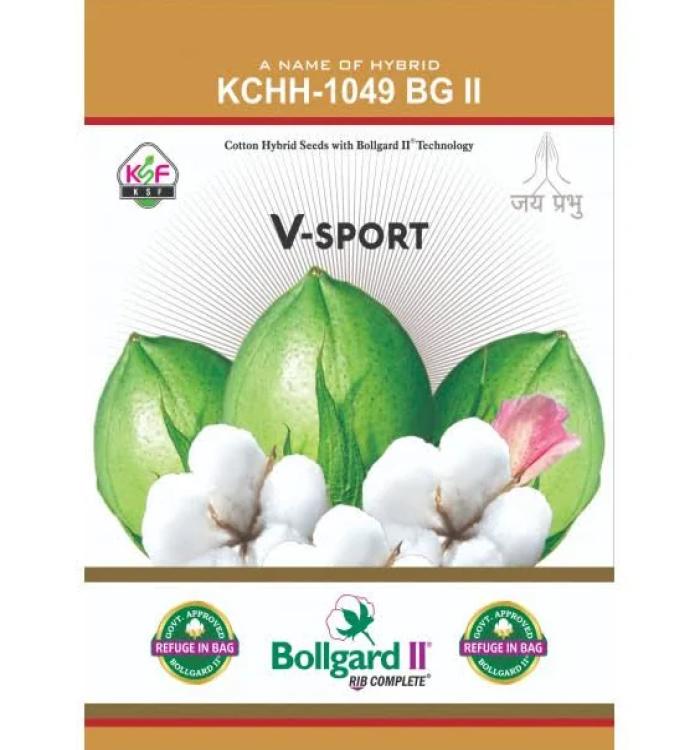 A NAME OF HYBRID
KCHH-1049 BG II
Cotton Hybrid Seeds with Bollgard II® Technology
KSF
KSF
जय प्रभु
V-SPORT
GOVT. APPROVED
REFUGE IN BAG
BOLLGARD II
Bollgard II®
RIB COMPLETE®
GOVT. APPROVED
REFUGE IN BAG
BOLLGARD II